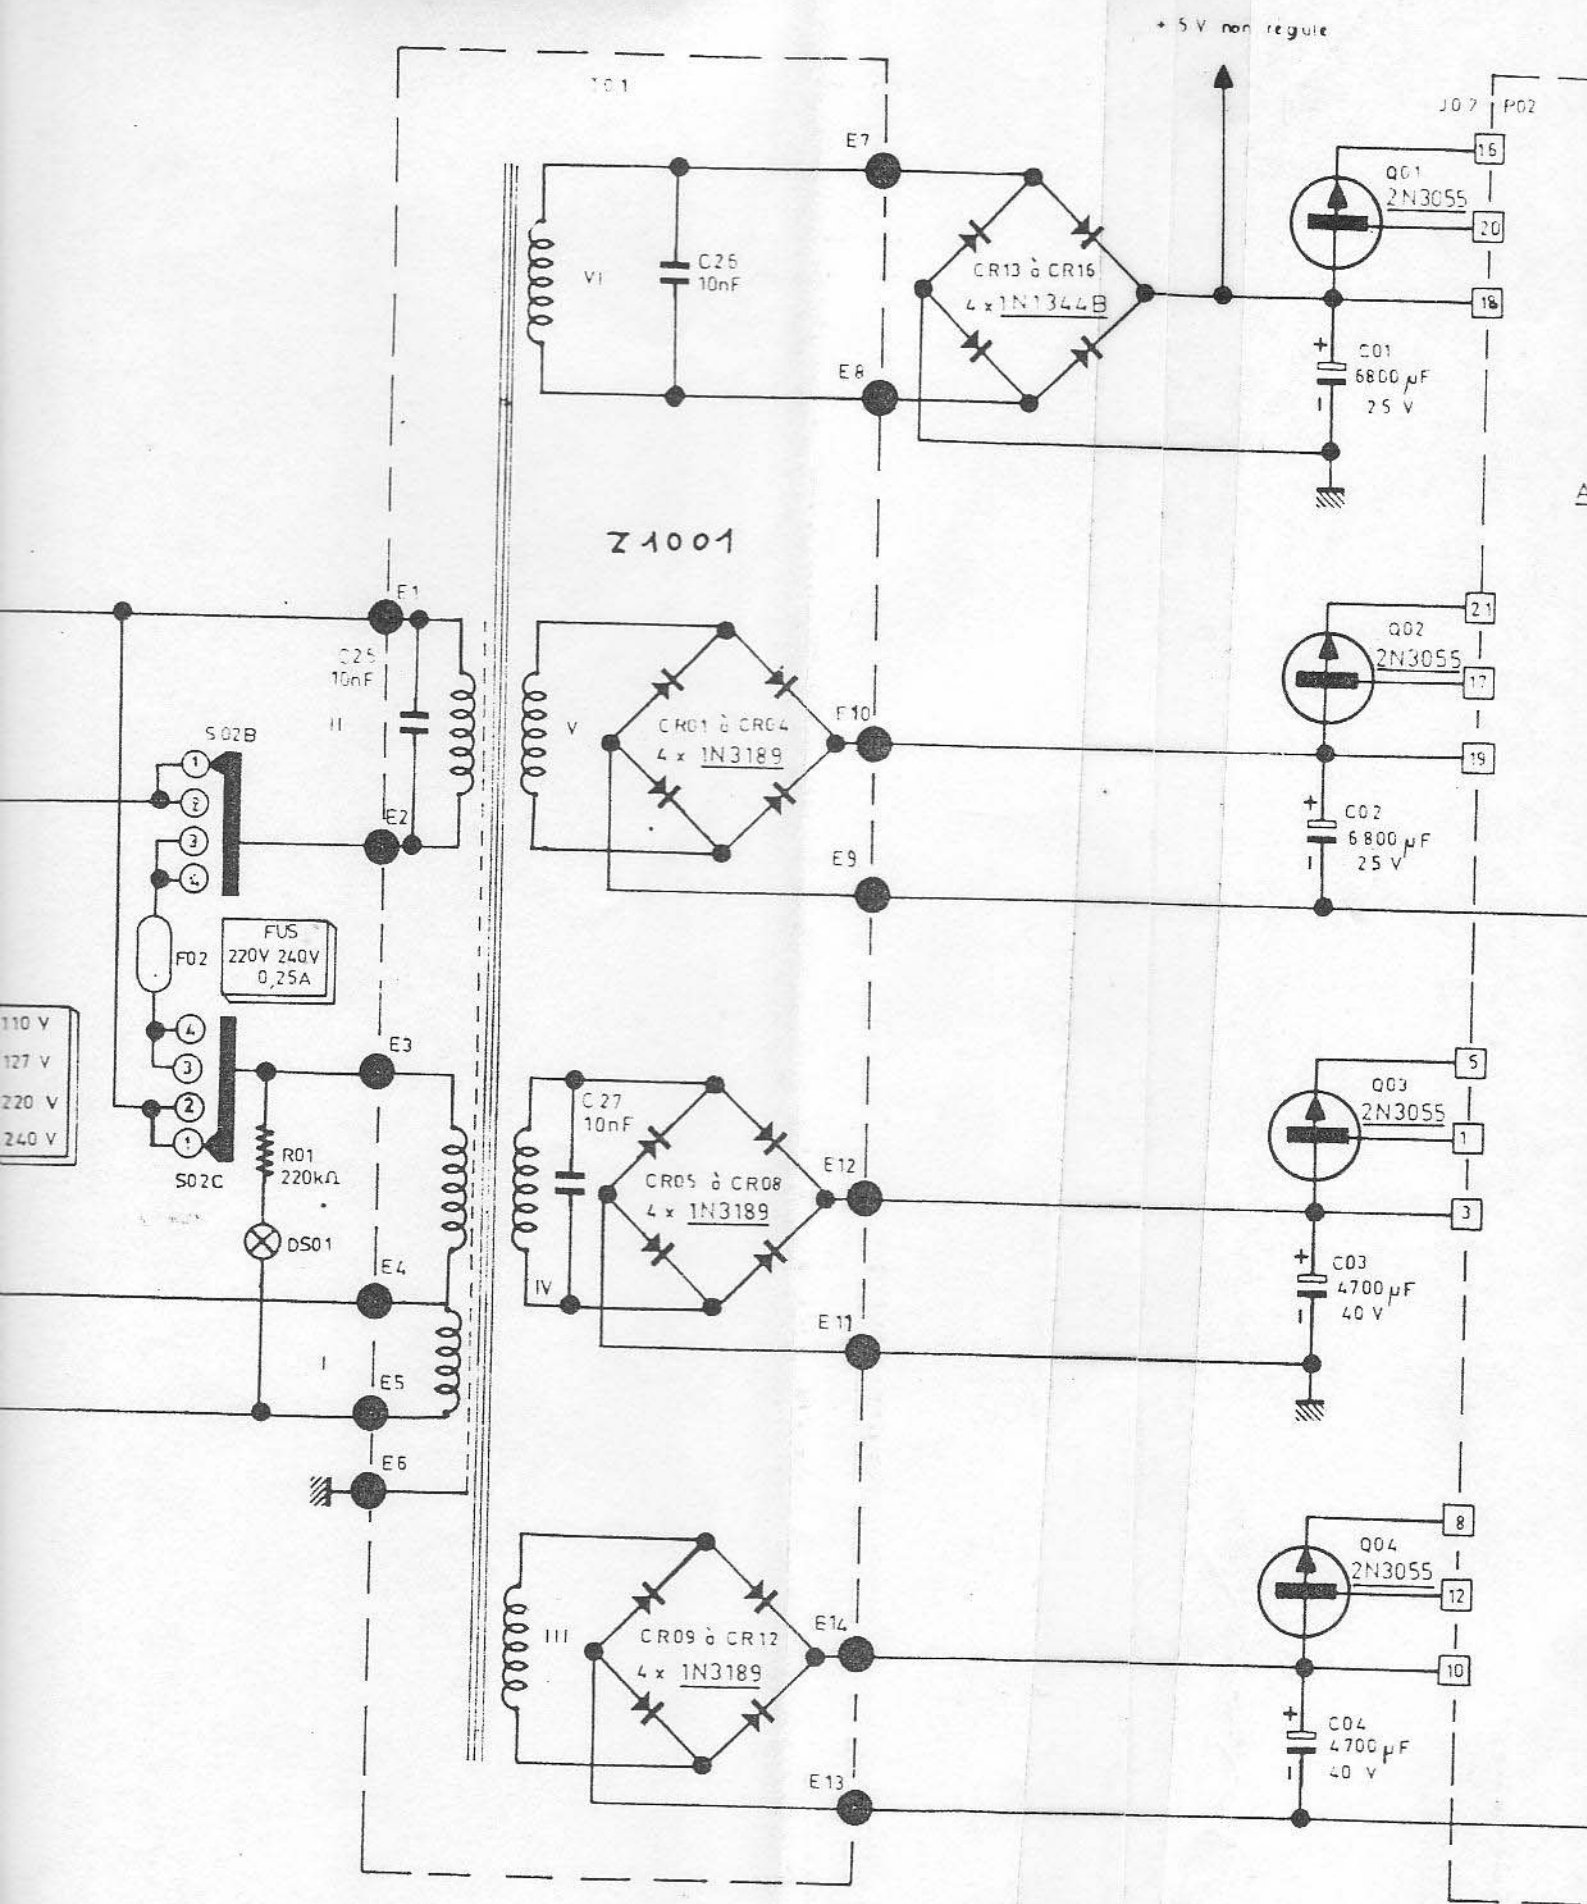 + 5 V non régulé
J02 P02
16
Q01
2N3055
20
18
E7
VI
C26
10nF
CR13 à CR16
4 x 1N1344B
E8
+ C01
6800 µF
25 V
Z1001
E1
C25
10nF
II
S02B
1
2
3
4
E2
V
CR01 à CR04
4 x 1N3189
E10
E9
21
Q02
2N3055
17
19
+ C02
6800 µF
25 V
F02
FUS
220V 240V
0,25A
110 V
127 V
220 V
240 V
4
3
2
1
S02C
R01
220kΩ
DS01
E3
E4
I
E5
E6
C27
10nF
CR05 à CR08
4 x 1N3189
IV
E12
E11
5
Q03
2N3055
1
3
+ C03
4700 µF
40 V
III
CR09 à CR12
4 x 1N3189
E14
E13
8
Q04
2N3055
12
10
+ C04
4700 µF
40 V